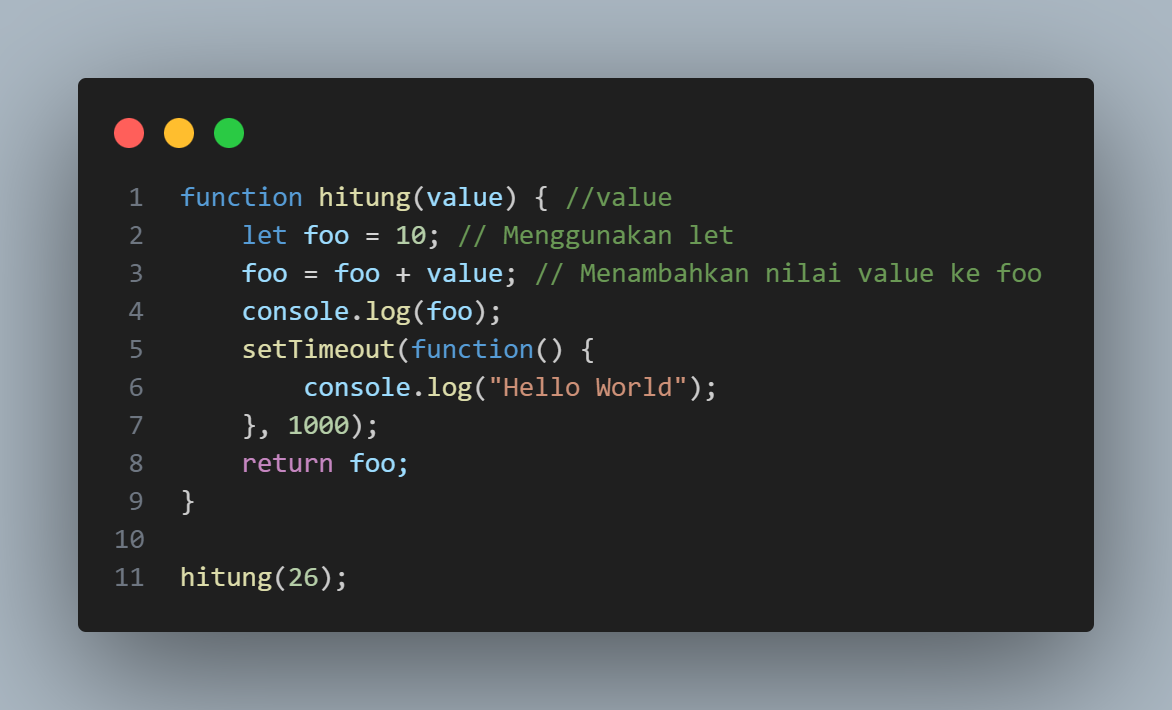 1 function hitung(value) { //value
2     let foo = 10; // Menggunakan let
3     foo = foo + value; // Menambahkan nilai value ke foo
4     console.log(foo);
5     setTimeout(function() {
6         console.log("Hello World");
7     }, 1000);
8     return foo;
9 }
10
11 hitung(26);